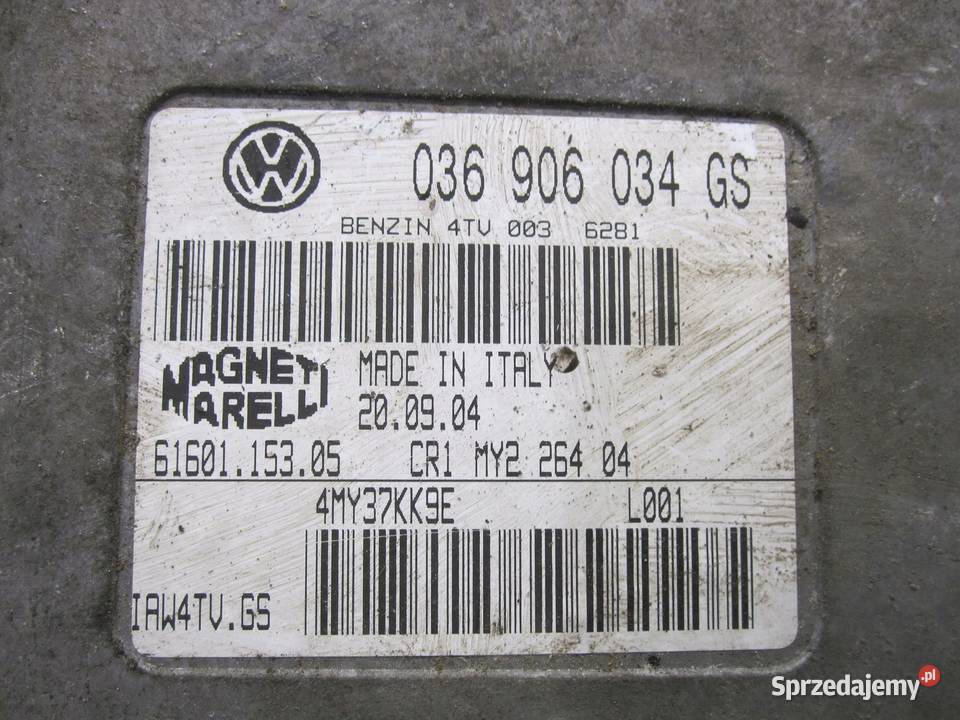 036 906 034 GS
BENZIN 4TV 003 6281
H
MAGNETI
MARELLI
MADE IN ITALY
20.09.04
61601.153.05 CR1 MY2 264 04
4MY37KK9E L001
IAW4TV.GS
Sprzedajemy.pl